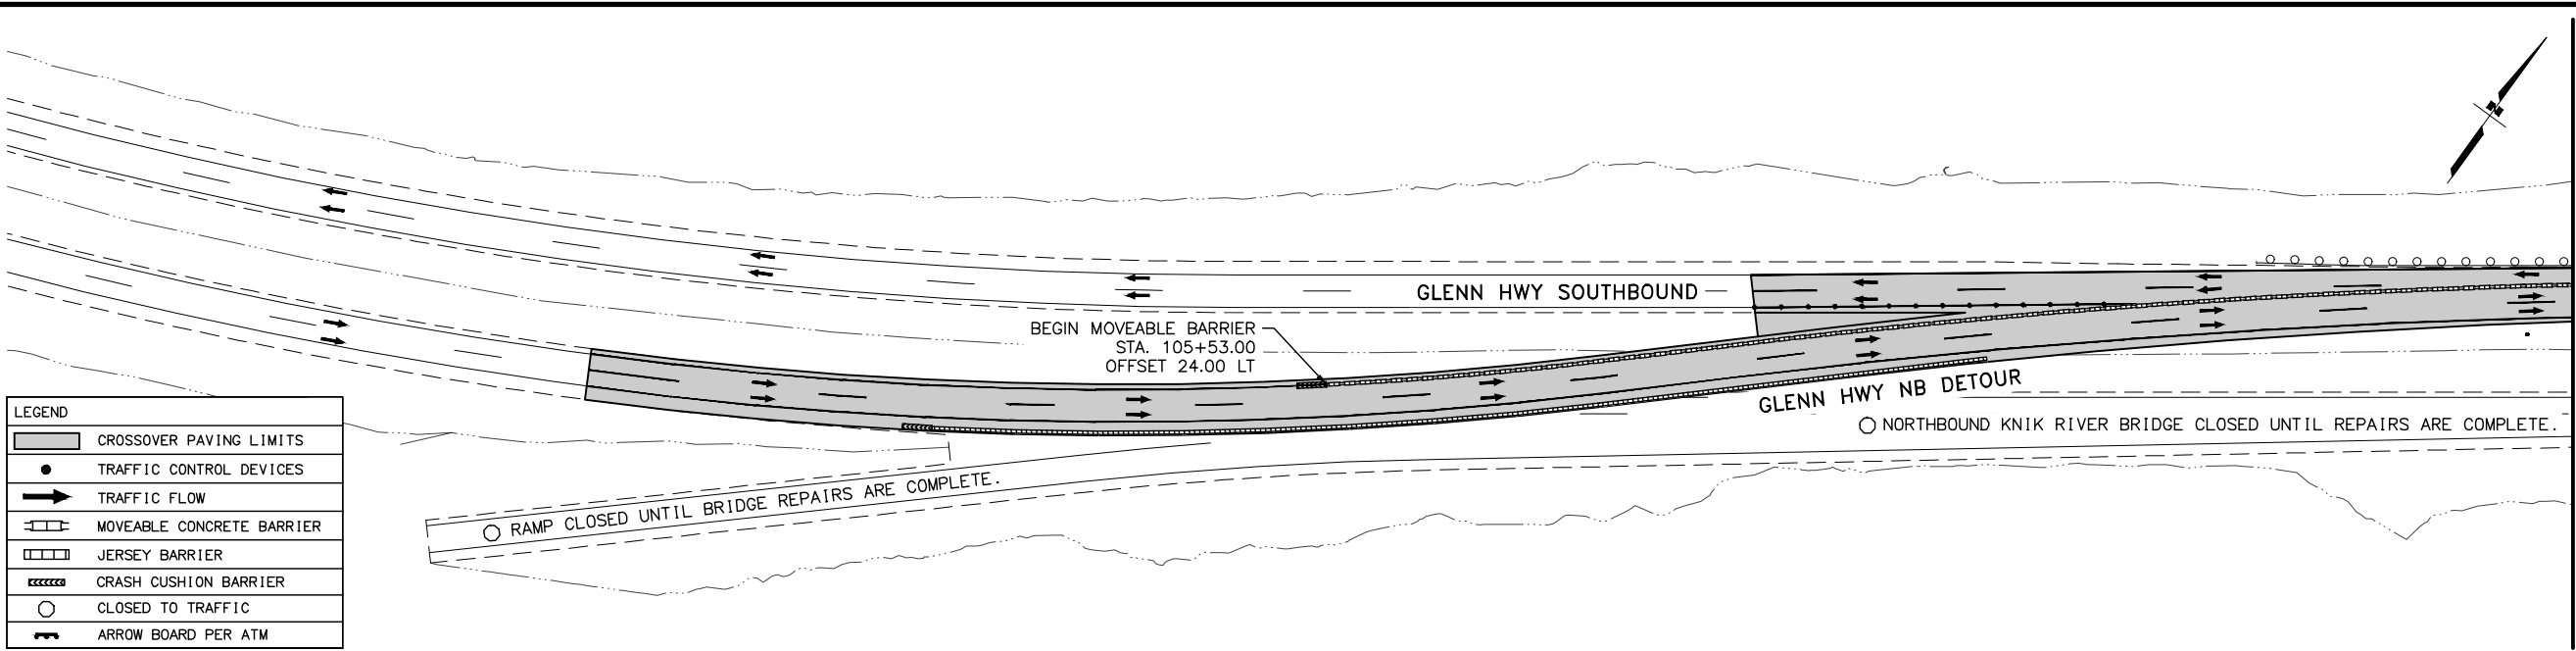 GLENN HWY SOUTHBOUND
BEGIN MOVEABLE BARRIER
STA. 105+53.00
OFFSET 24.00 LT
GLENN HWY NB DETOUR
NORTHBOUND KNIK RIVER BRIDGE CLOSED UNTIL REPAIRS ARE COMPLETE.
RAMP CLOSED UNTIL BRIDGE REPAIRS ARE COMPLETE.
LEGEND
CROSSOVER PAVING LIMITS
TRAFFIC CONTROL DEVICES
TRAFFIC FLOW
MOVEABLE CONCRETE BARRIER
JERSEY BARRIER
CRASH CUSHION BARRIER
CLOSED TO TRAFFIC
ARROW BOARD PER ATM